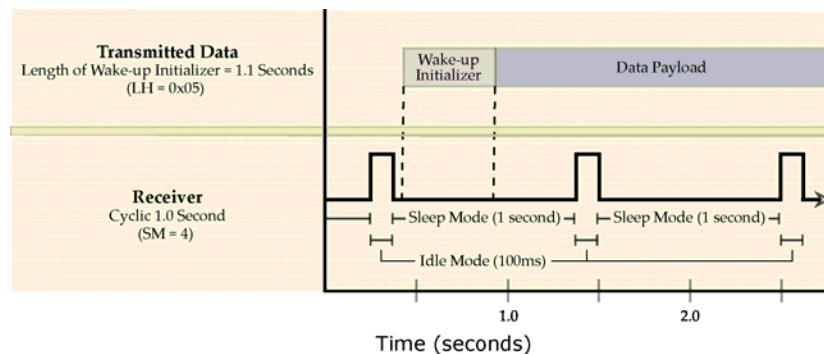 Transmitted Data
Length of Wake-up Initializer = 1.1 Seconds
(LH = 0x05)
Wake-up
Initializer
Data Payload
Receiver
Cyclic 1.0 Second
(SM = 4)
Sleep Mode (1 second)
Sleep Mode (1 second)
Idle Mode (100ms)
1.0
2.0
Time (seconds)